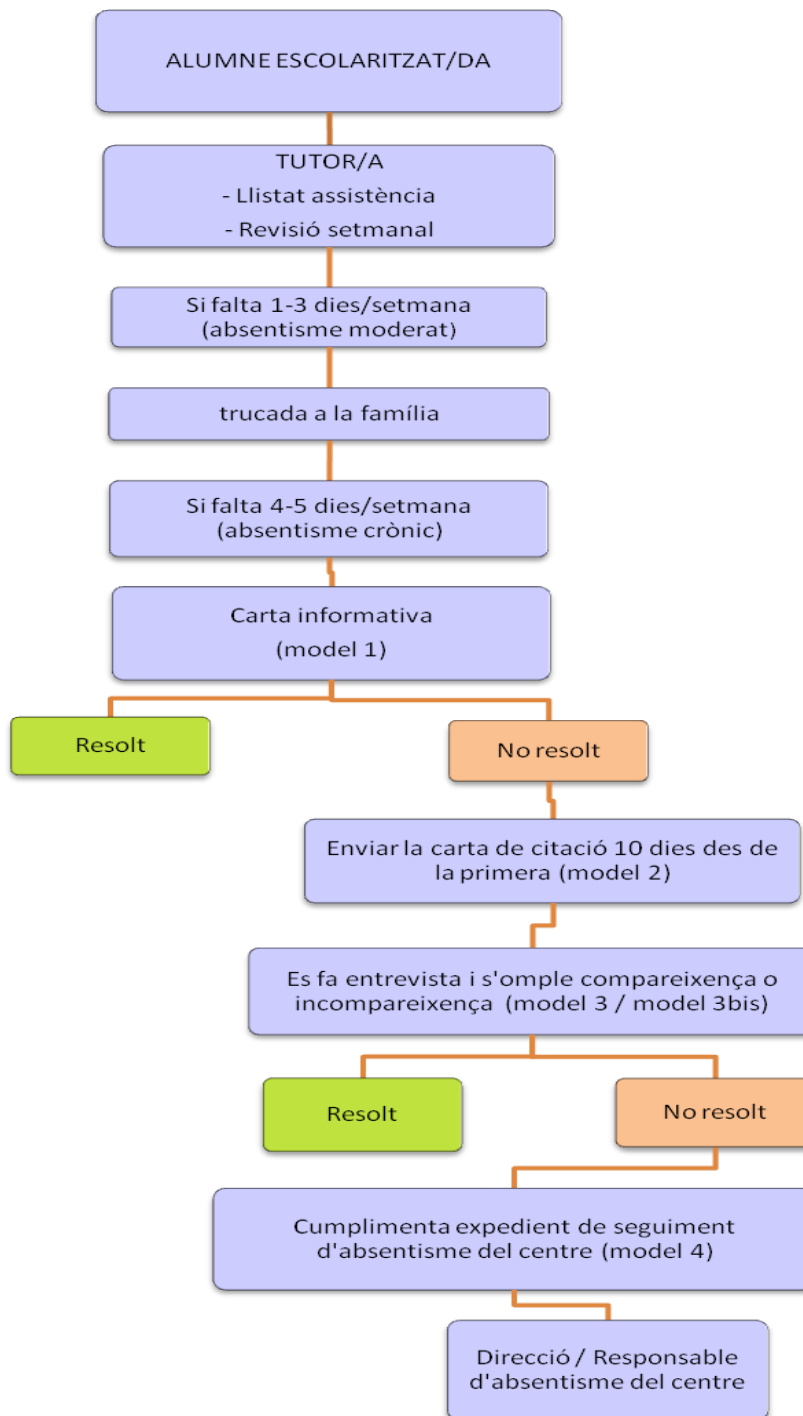 ALUMNE ESCOLARITZAT/DA
TUTOR/A
- Llistat assistència
- Revisió setmanal
Si falta 1-3 dies/setmana
(absentisme moderat)
trucada a la família
Si falta 4-5 dies/setmana
(absentisme crònic)
Carta informativa
(model 1)
Resolt
No resolt
Enviar la carta de citació 10 dies des de
la primera (model 2)
Es fa entrevista i s'omple compareixença o
incompareixença (model 3 / model 3bis)
Resolt
No resolt
Cumplimenta expedient de seguiment
d'absentisme del centre (model 4)
Direcció / Responsable
d'absentisme del centre